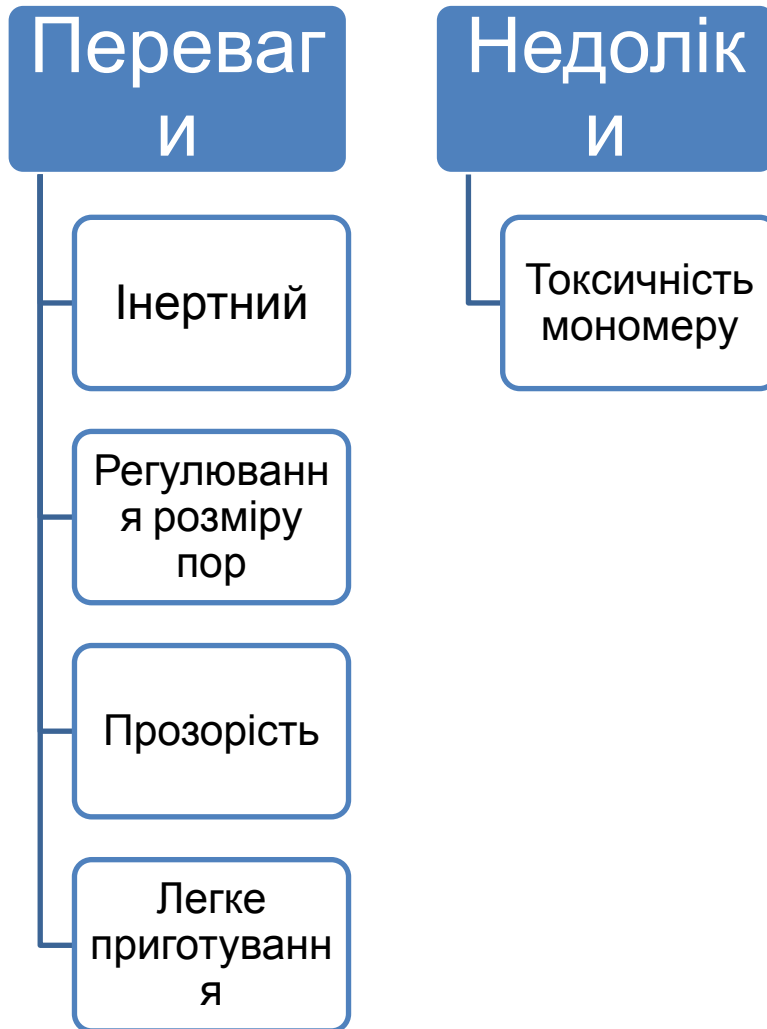 Переваг
и
Інертний
Регулюванн
я розміру
пор
Прозорість
Легке
приготуванн
я
Недолік
и
Токсичність
мономеру